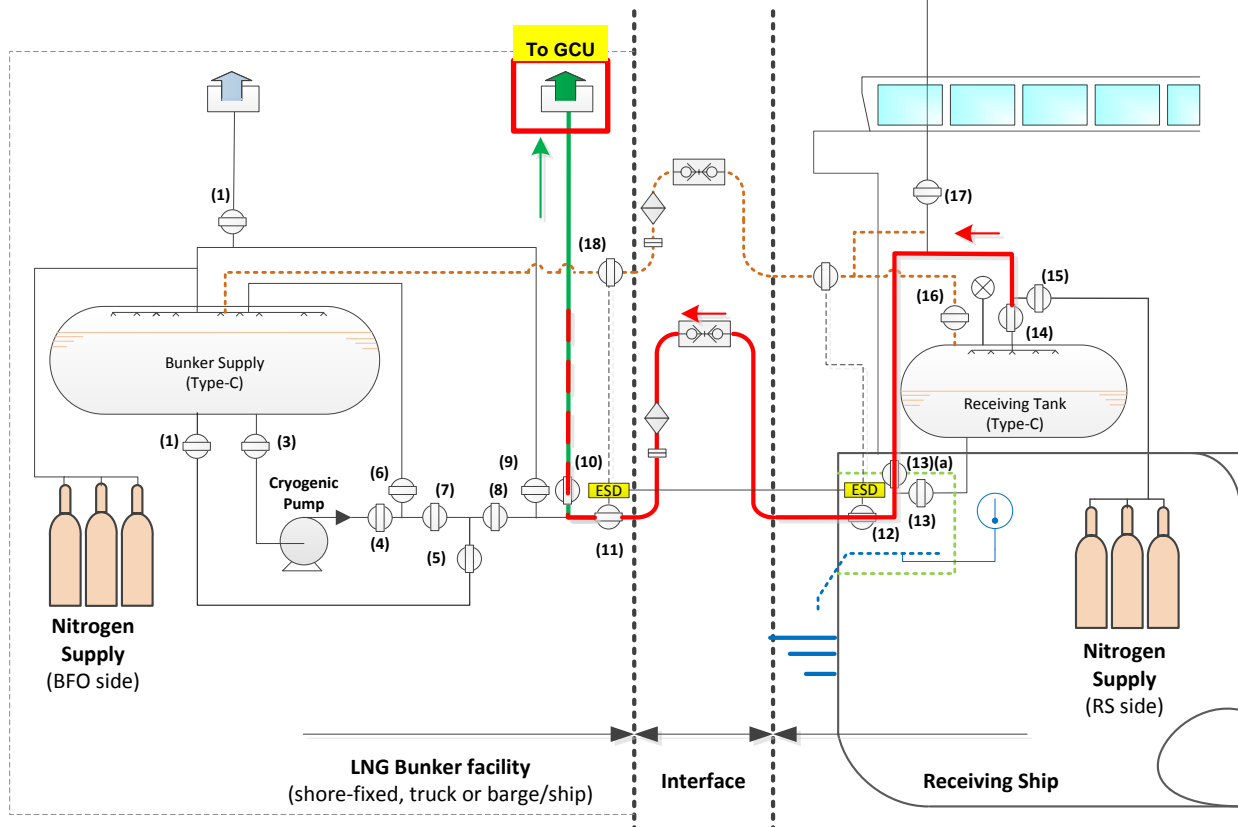 To GCU
(1)
(17)
(18)
(15)
(16)
(14)
Bunker Supply
(Type-C)
Receiving Tank
(Type-C)
(1)
(3)
(6)
(9)
(10)
(13)(a)
Cryogenic
Pump
(7)
(8)
ESD
ESD
(13)
(4)
(5)
(11)
(12)
Nitrogen
Supply
(BFO side)
Nitrogen
Supply
(RS side)
LNG Bunker facility
(shore-fixed, truck or barge/ship)
Interface
Receiving Ship